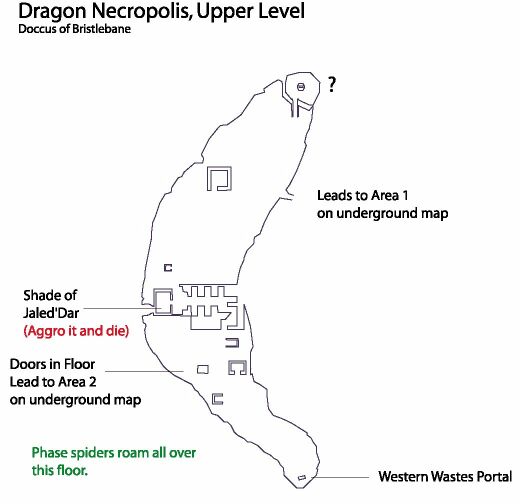 Dragon Necropolis, Upper Level
Doccus of Bristlebane
?
Leads to Area 1
on underground map
Shade of
Jaled'Dar
(Aggro it and die)
Doors in Floor
Lead to Area 2
on underground map
Phase spiders roam all over
this floor.
Western Wastes Portal